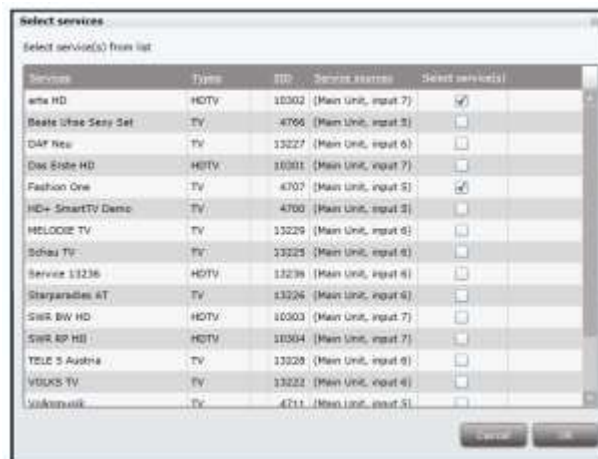 Select services
Select service(s) from list
Services Types SID Service sources Select service(s)
arte HD HDTV 10302 (Main Unit, input 7)
Beate Uhse Sexy Sat TV 4766 (Main Unit, input 5)
DAF Neu TV 13227 (Main Unit, input 6)
Das Erste HD HDTV 10301 (Main Unit, input 7)
Fashion One TV 4707 (Main Unit, input 5)
HD+ SmartTV Demo TV 4700 (Main Unit, input 5)
MELODIE TV TV 13229 (Main Unit, input 6)
Schau TV TV 13225 (Main Unit, input 6)
Service 13236 HDTV 13236 (Main Unit, input 6)
Starparadies AT TV 13226 (Main Unit, input 6)
SWR BW HD HDTV 10303 (Main Unit, input 7)
SWR RP HD HDTV 10304 (Main Unit, input 7)
TELE 5 Austria TV 13228 (Main Unit, input 6)
VOLKS TV TV 13222 (Main Unit, input 6)
Volksmusik TV 4711 (Main Unit, input 5)
Cancel OK